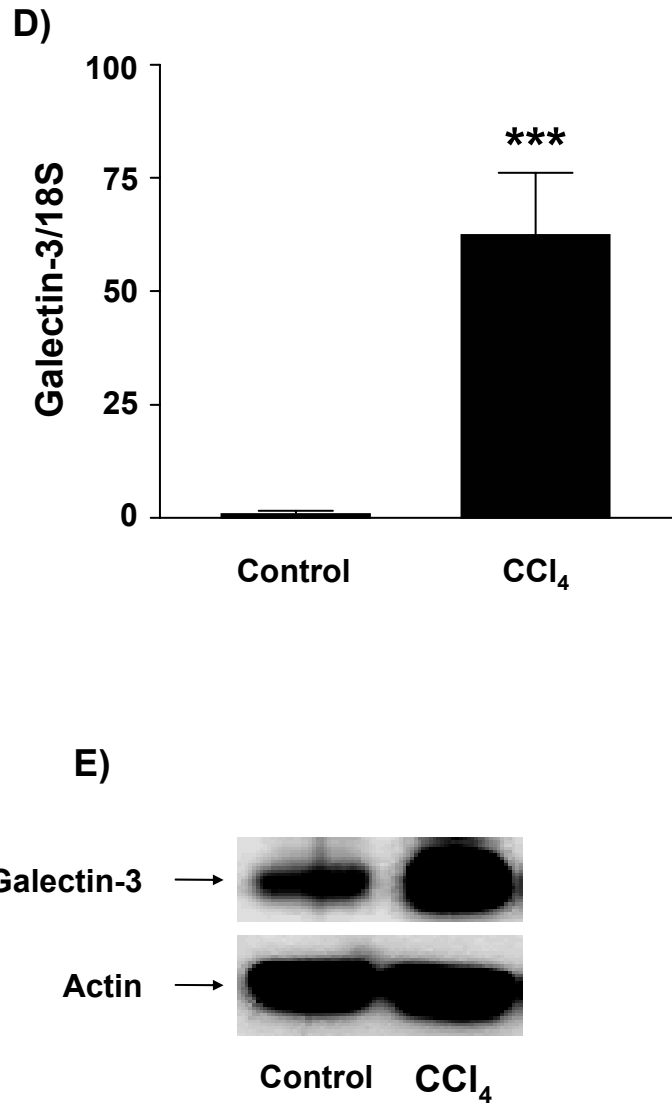 D)
100
***
75
Galectin-3/18S
50
25
0
Control CCl₄
E)
Galectin-3
Actin
Control CCl₄